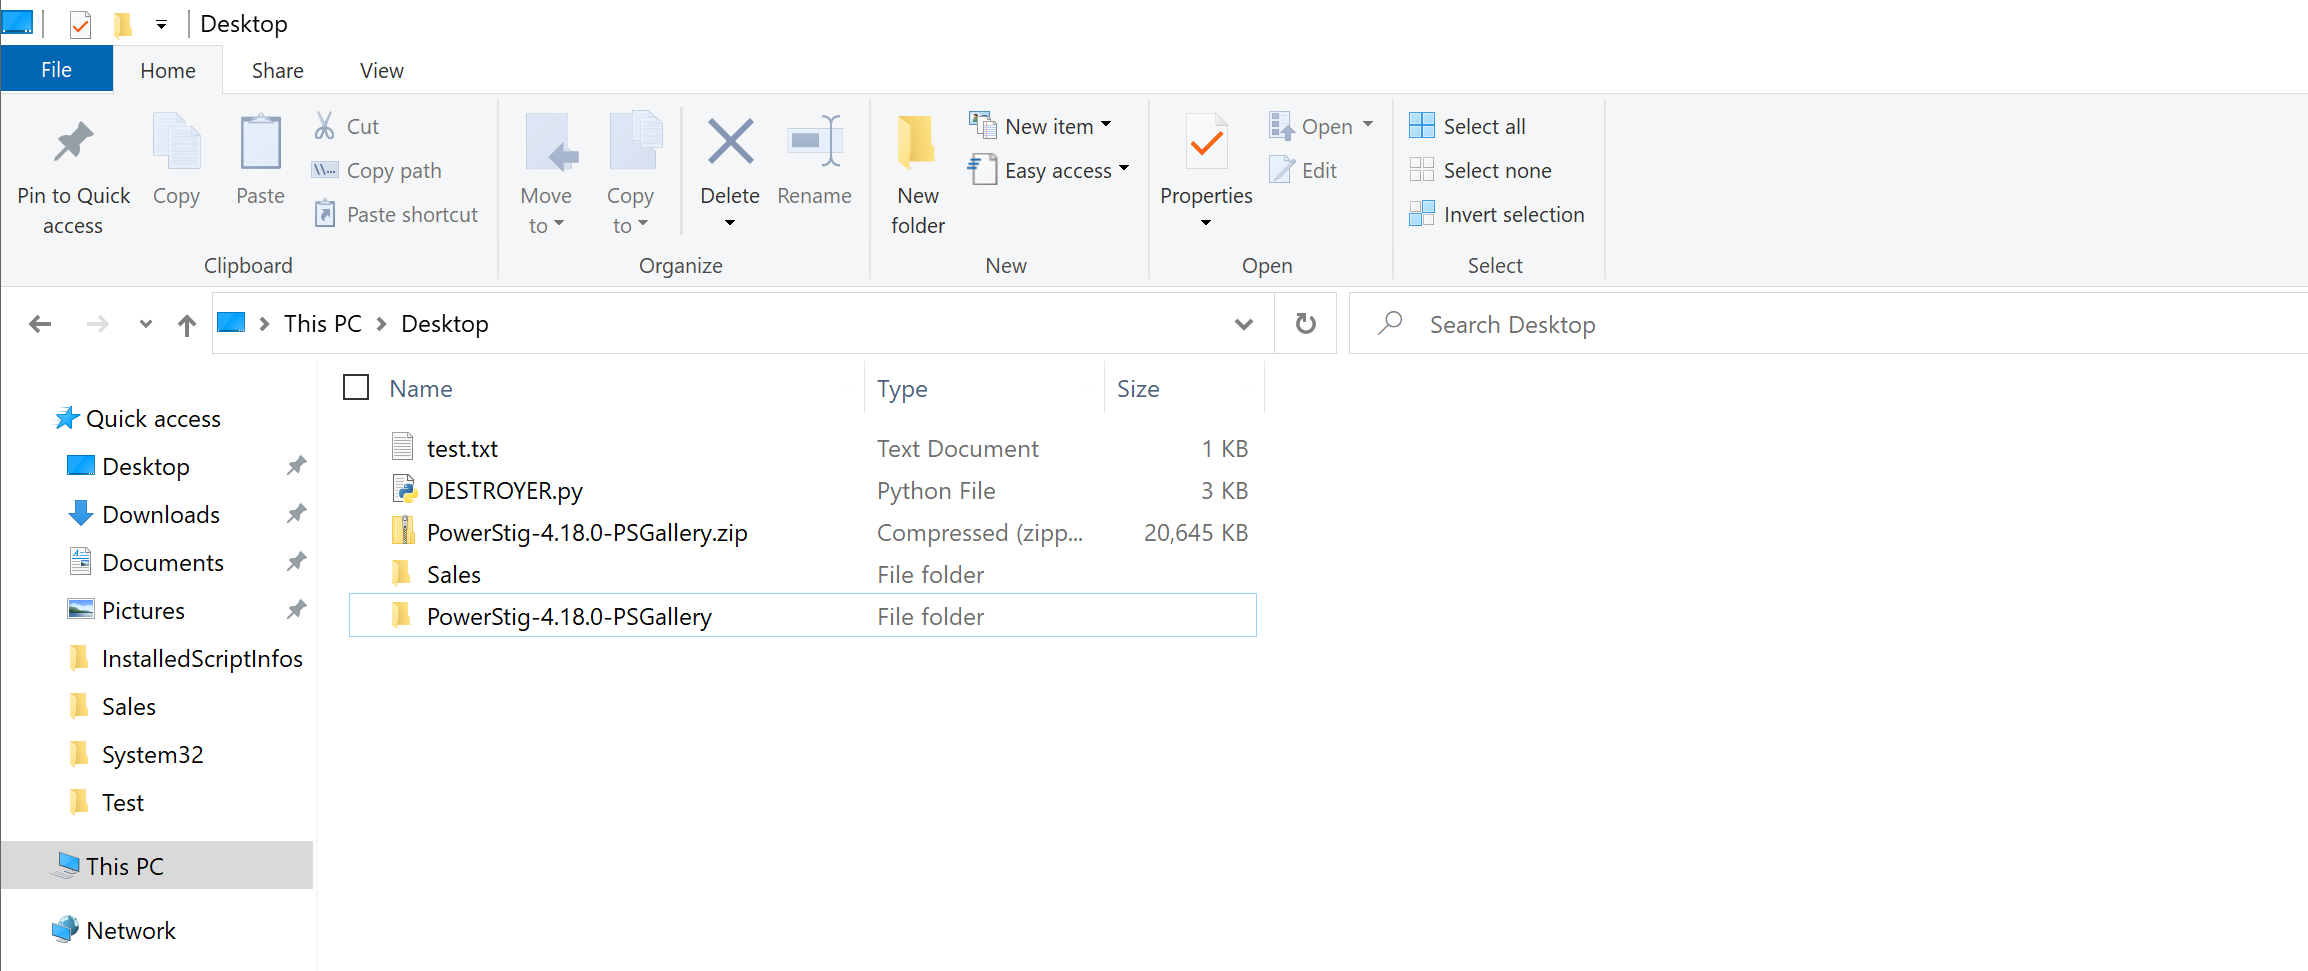 Desktop
File Home Share View
Pin to Quick access
Copy
Paste
Cut
Copy path
Paste shortcut
Clipboard
Move to
Copy to
Delete
Rename
Organize
New folder
New item
Easy access
New
Properties
Open
Edit
Open
Select all
Select none
Invert selection
Select
This PC Desktop
Search Desktop
Quick access
Desktop
Downloads
Documents
Pictures
InstalledScriptInfos
Sales
System32
Test
This PC
Network
Name Type Size
test.txt Text Document 1 KB
DESTROYER.py Python File 3 KB
PowerStig-4.18.0-PSGallery.zip Compressed (zipp... 20,645 KB
Sales File folder
PowerStig-4.18.0-PSGallery File folder